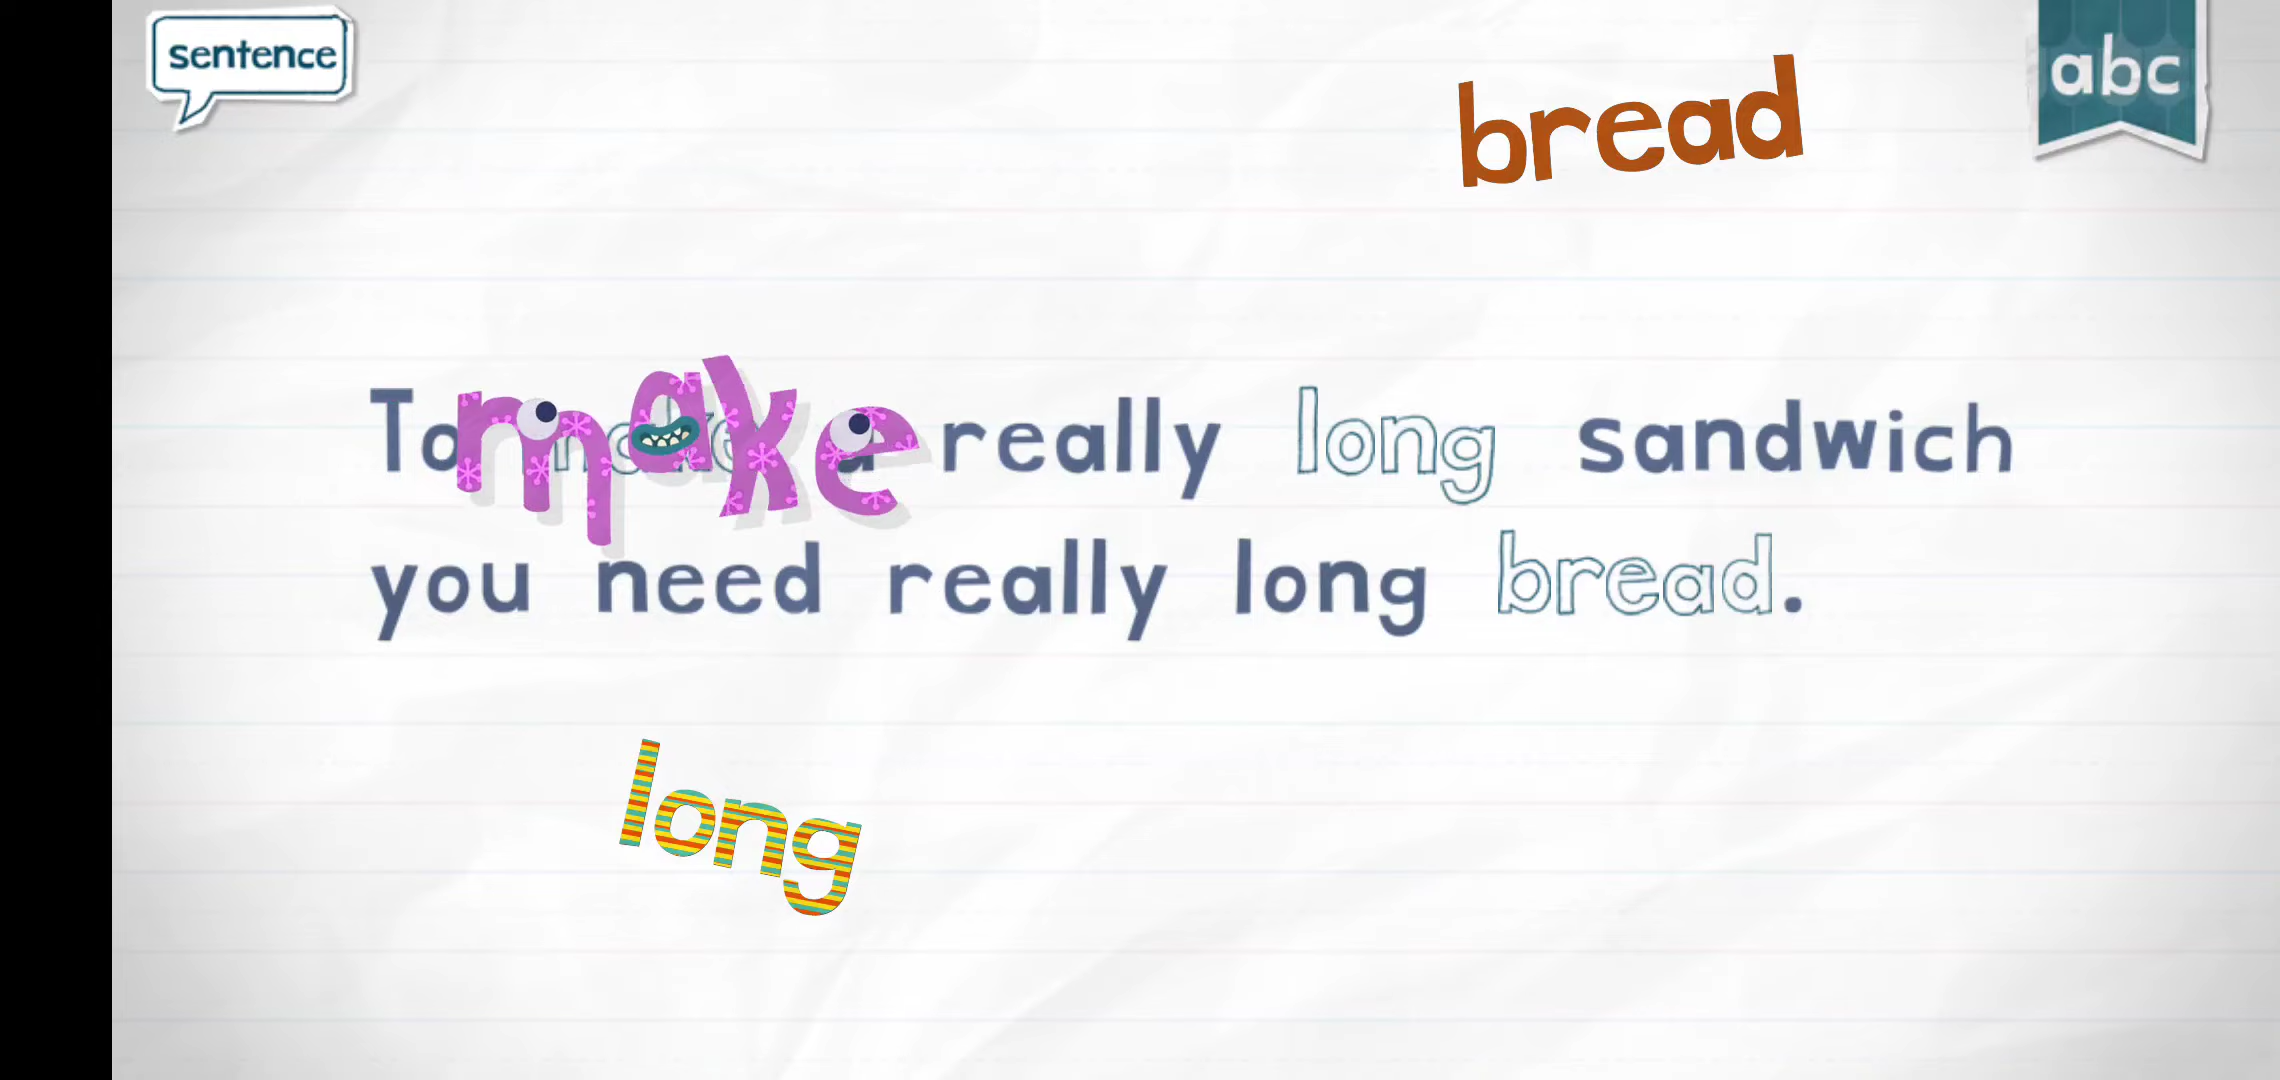 sentence
abc
bread
To make a really long sandwich
you need really long bread.
long